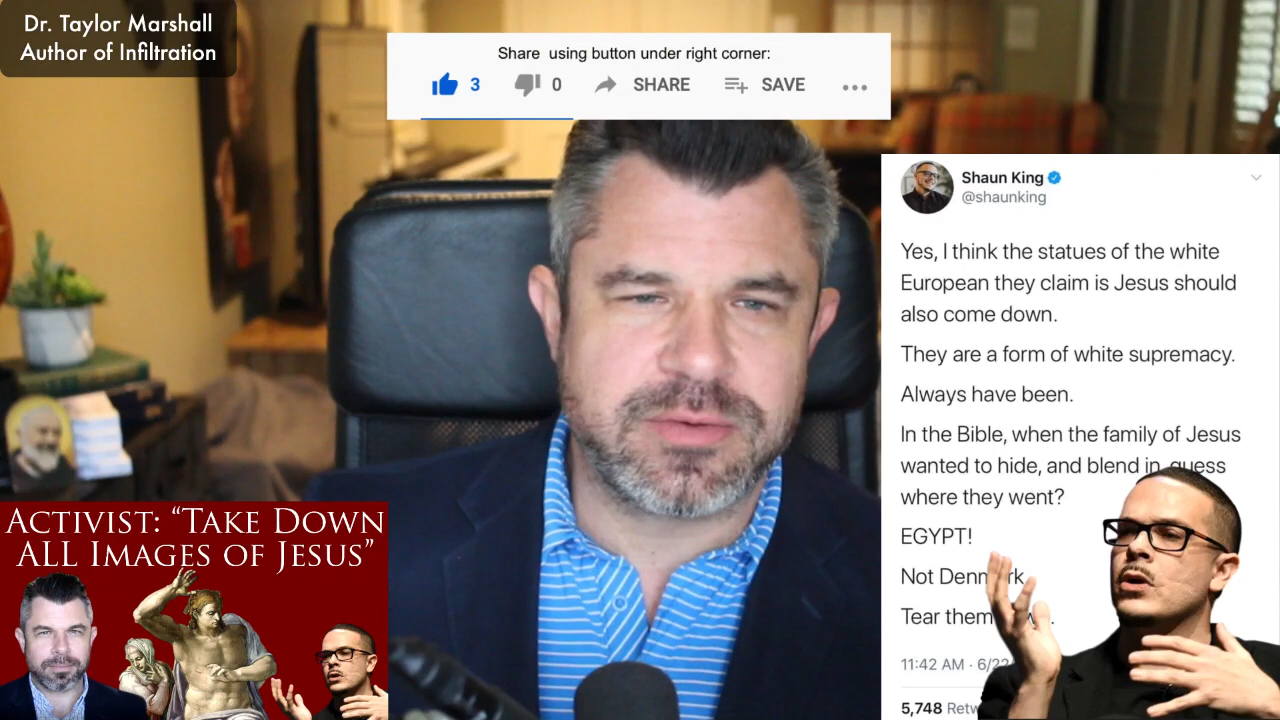 Dr. Taylor Marshall
Author of Infiltration
Share using button under right corner:
3
0
SHARE
SAVE
Shaun King
@shaunking
Yes, I think the statues of the white
European they claim is Jesus should
also come down.
They are a form of white supremacy.
Always have been.
In the Bible, when the family of Jesus
wanted to hide, and blend in, guess
where they went?
EGYPT!
Not
Tear
11:42 AM
5,748
ACTIVIST: “TAKE DOWN
ALL IMAGES OF JESUS”